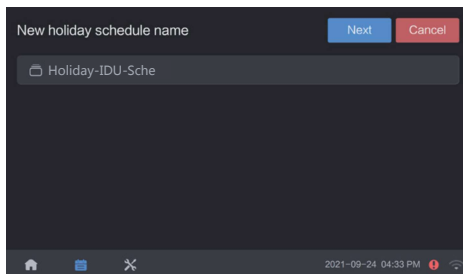 New holiday schedule name
Next
Cancel
Holiday-IDU-Sche
2021-09-24 04:33 PM